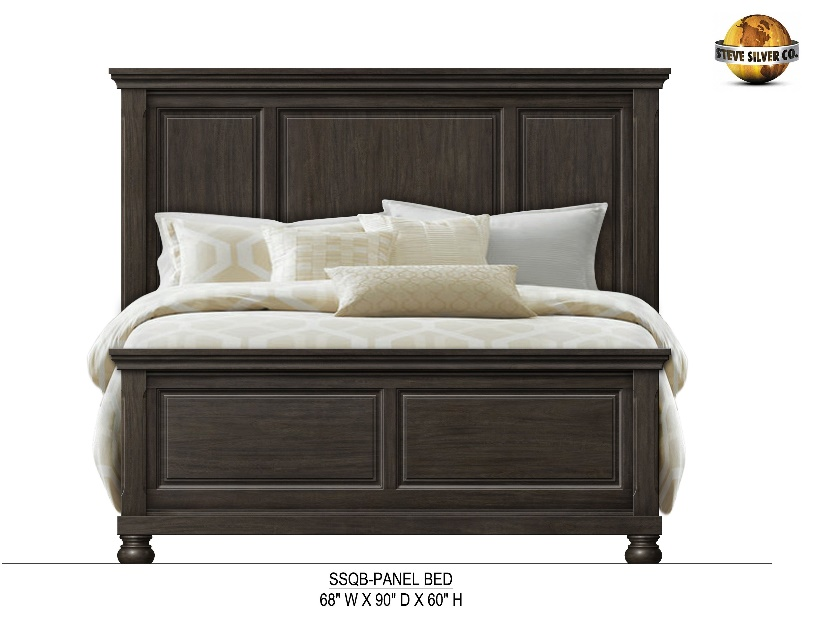 STEVE SILVER CO.
SSQB-PANEL BED
68" W X 90" D X 60" H